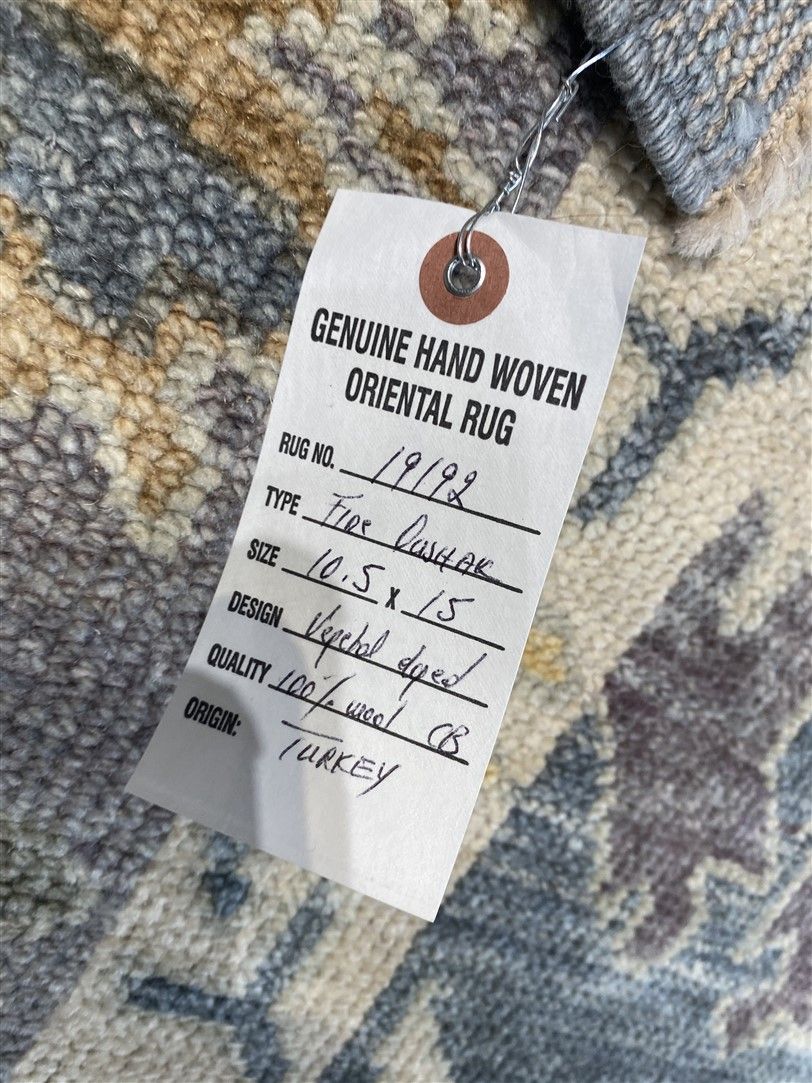 GENUINE HAND WOVEN
ORIENTAL RUG
RUG NO. 19192
TYPE Fine Oushak
SIZE 10.5 X 15
DESIGN Vegetal dyed
QUALITY 100% wool CB
ORIGIN: TURKEY